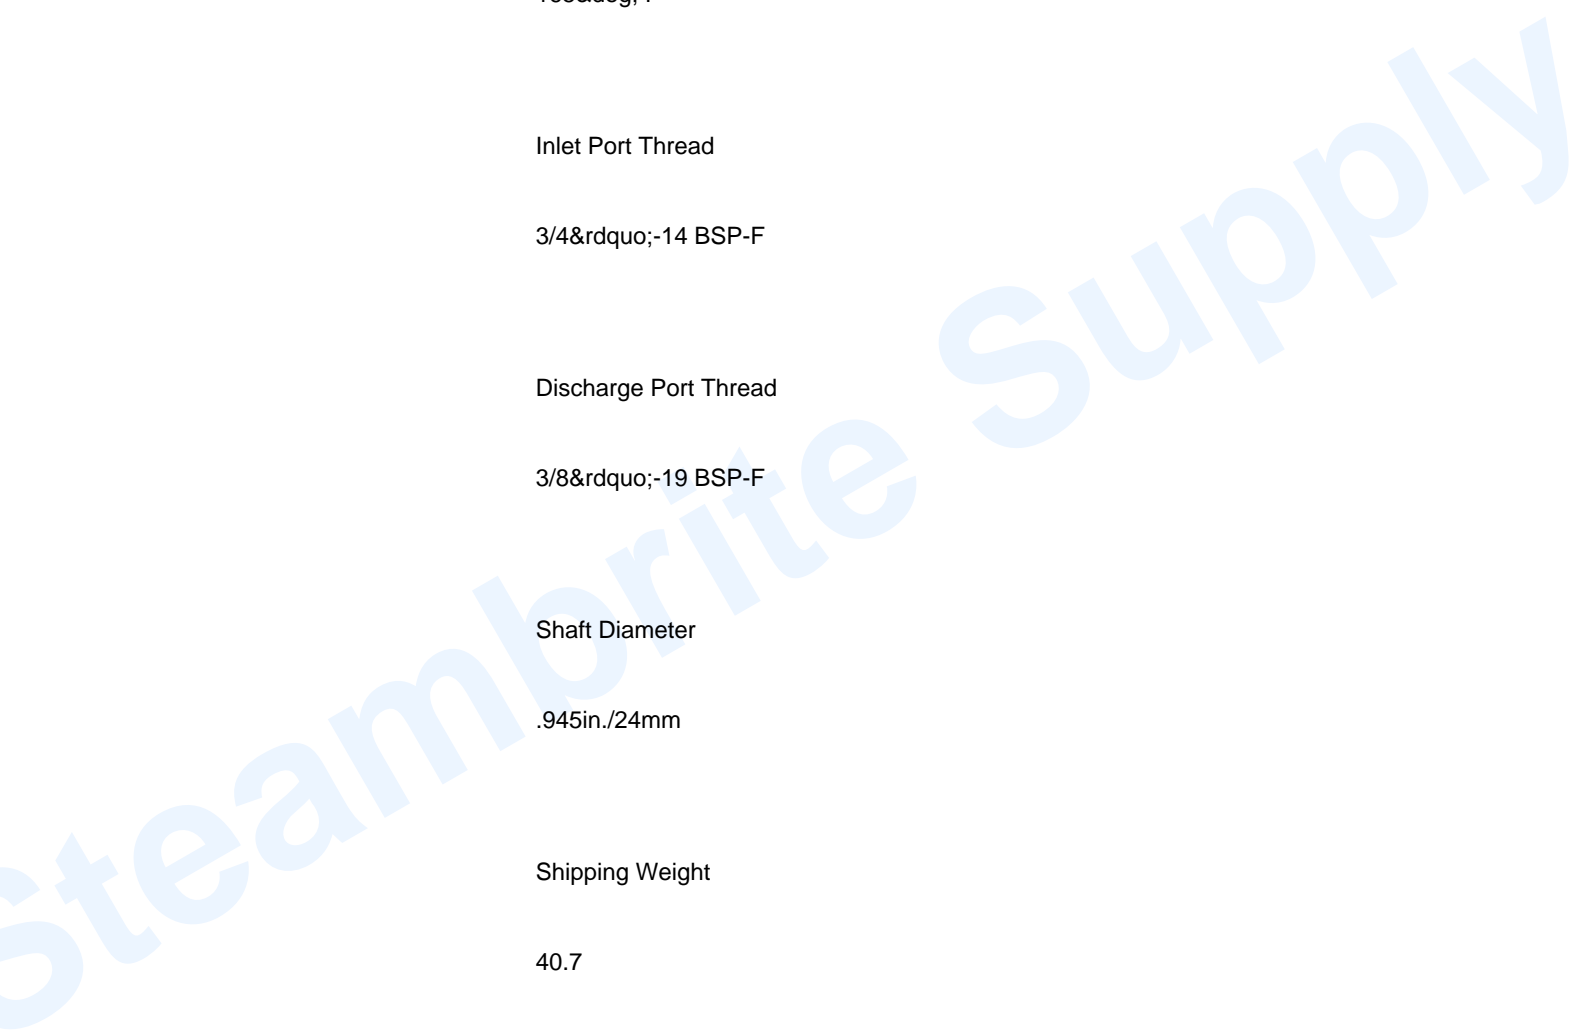 Inlet Port Thread
3/4&rdquo;-14 BSP-F
Discharge Port Thread
3/8&rdquo;-19 BSP-F
Shaft Diameter
.945in./24mm
Shipping Weight
40.7
Steambrite Supply